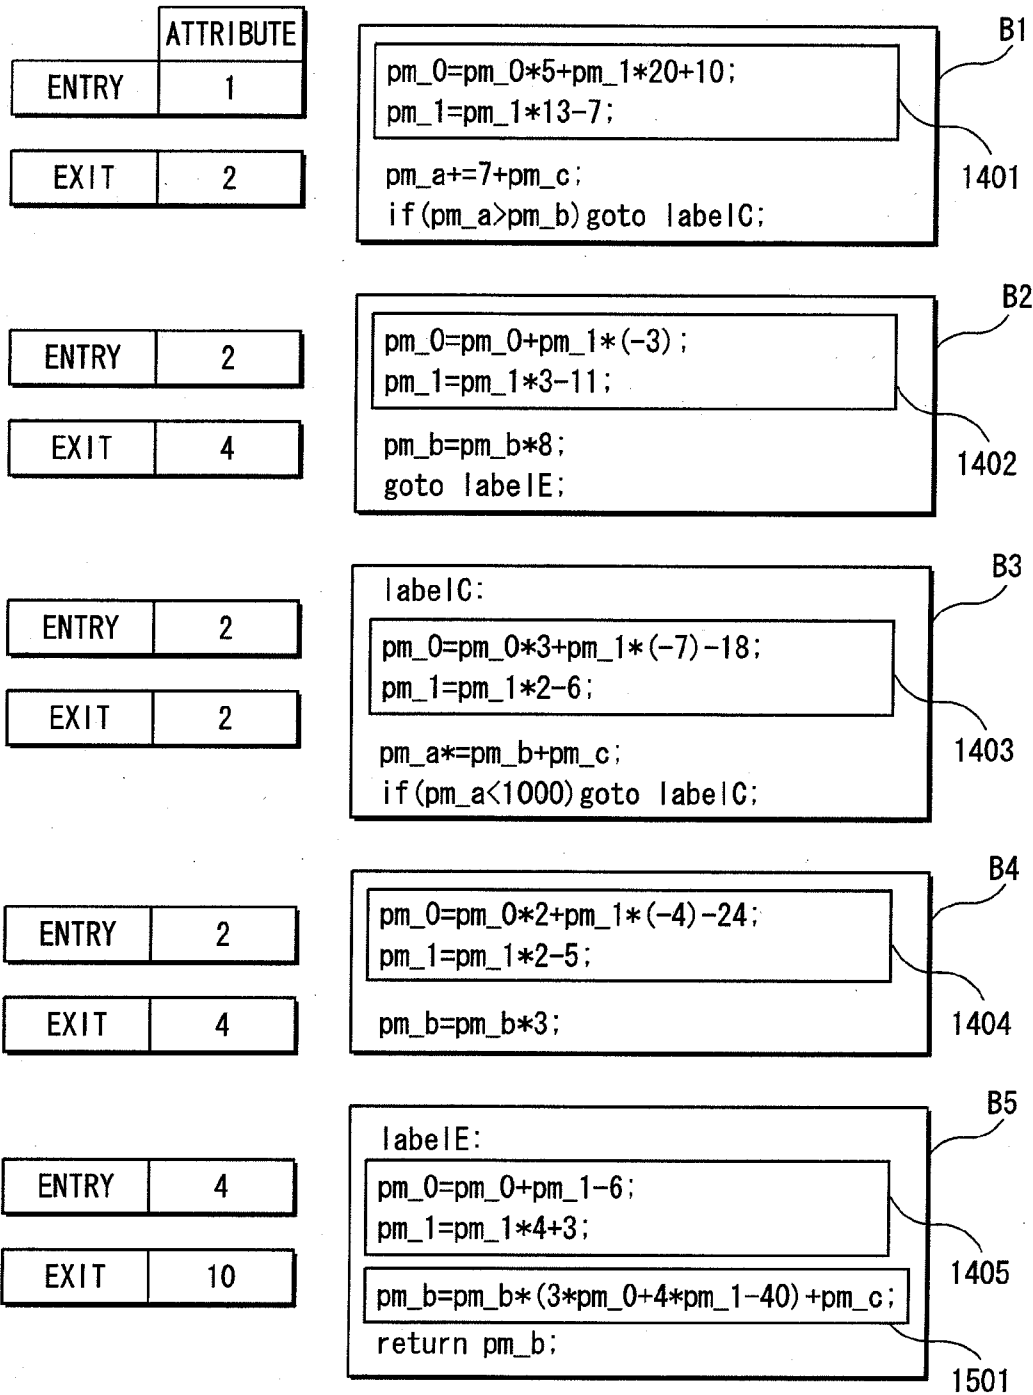 ATTRIBUTE
ENTRY 1
EXIT 2
B1
pm_0=pm_0*5+pm_1*20+10;
pm_1=pm_1*13-7;
1401
pm_a+=7+pm_c;
if(pm_a>pm_b)goto labelC;
ENTRY 2
EXIT 4
B2
pm_0=pm_0+pm_1*(-3);
pm_1=pm_1*3-11;
1402
pm_b=pm_b*8;
goto labelE;
ENTRY 2
EXIT 2
B3
labelC:
pm_0=pm_0*3+pm_1*(-7)-18;
pm_1=pm_1*2-6;
1403
pm_a*=pm_b+pm_c;
if(pm_a<1000)goto labelC;
ENTRY 2
EXIT 4
B4
pm_0=pm_0*2+pm_1*(-4)-24;
pm_1=pm_1*2-5;
1404
pm_b=pm_b*3;
ENTRY 4
EXIT 10
B5
labelE:
pm_0=pm_0+pm_1-6;
pm_1=pm_1*4+3;
1405
pm_b=pm_b*(3*pm_0+4*pm_1-40)+pm_c;
return pm_b;
1501